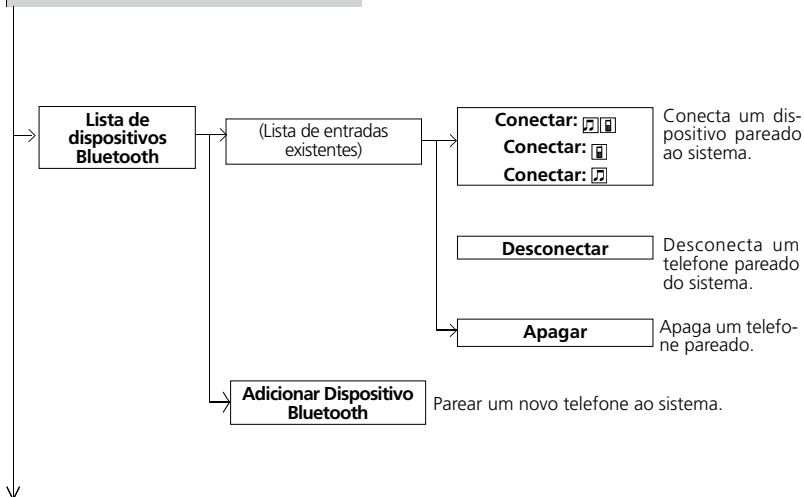 Lista de
dispositivos
Bluetooth
(Lista de entradas
existentes)
Conectar:
Conectar:
Conectar:
Conecta um dis-
positivo pareado
ao sistema.
Desconectar
Desconecta um
telefone pareado
do sistema.
Apagar
Apaga um telefo-
ne pareado.
Adicionar Dispositivo
Bluetooth
Parear um novo telefone ao sistema.